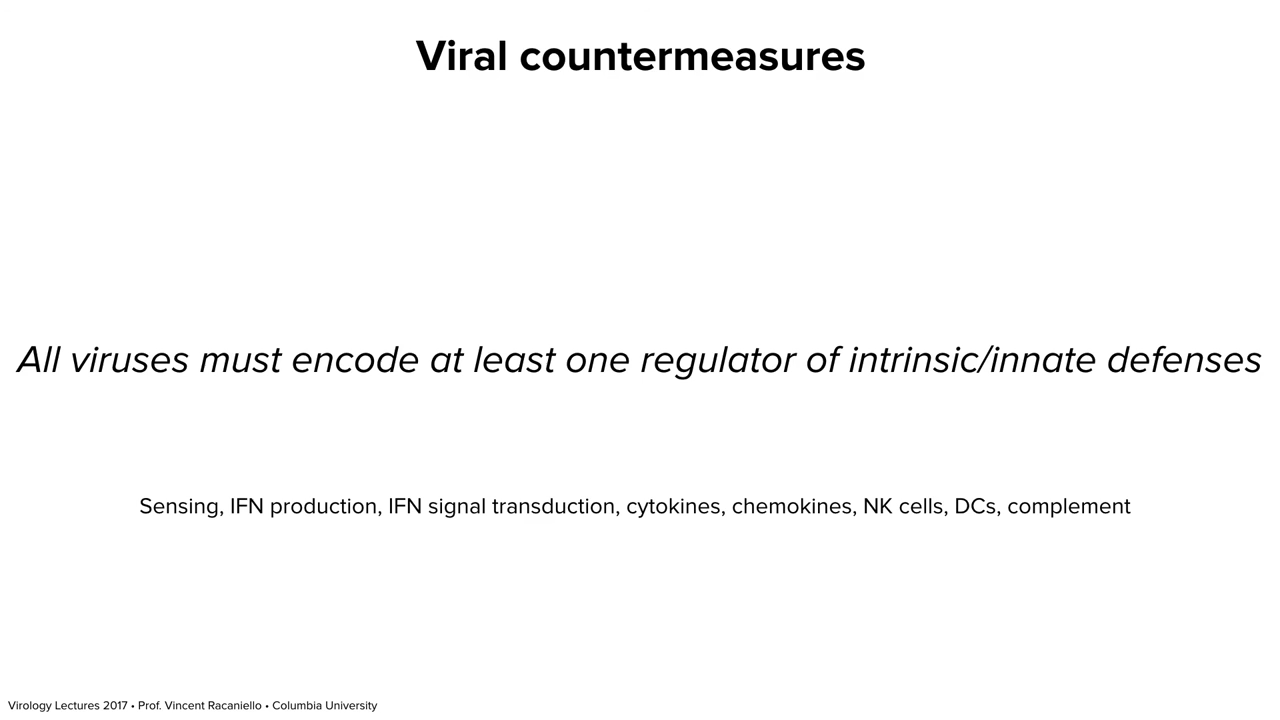 Viral countermeasures
All viruses must encode at least one regulator of intrinsic/innate defenses
Sensing, IFN production, IFN signal transduction, cytokines, chemokines, NK cells, DCs, complement
Virology Lectures 2017 • Prof. Vincent Racaniello • Columbia University